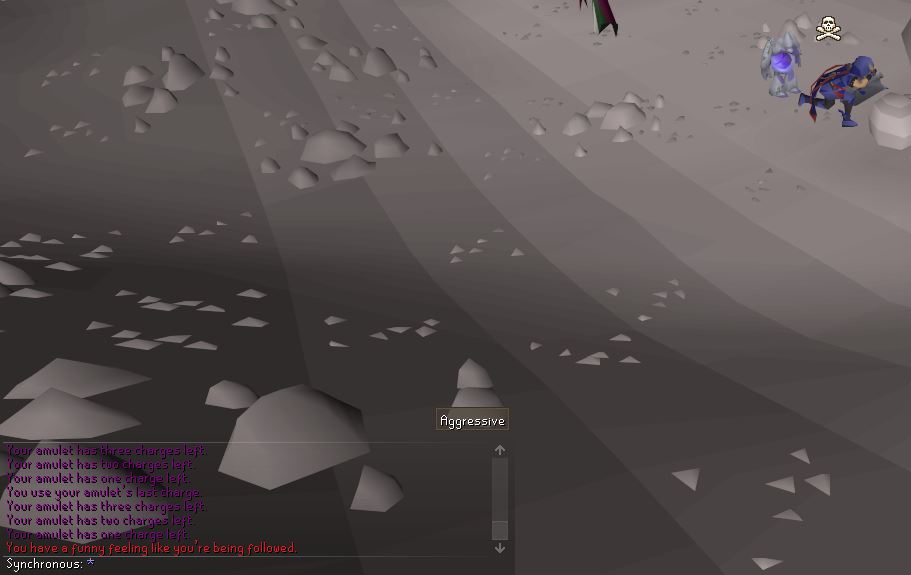 Aggressive
Your amulet has three charges left.
Your amulet has two charges left.
Your amulet has one charge left.
You use your amulet's last charge.
Your amulet has three charges left.
Your amulet has two charges left.
Your amulet has one charge left.
You have a funny feeling like you're being followed.
Synchronous: *